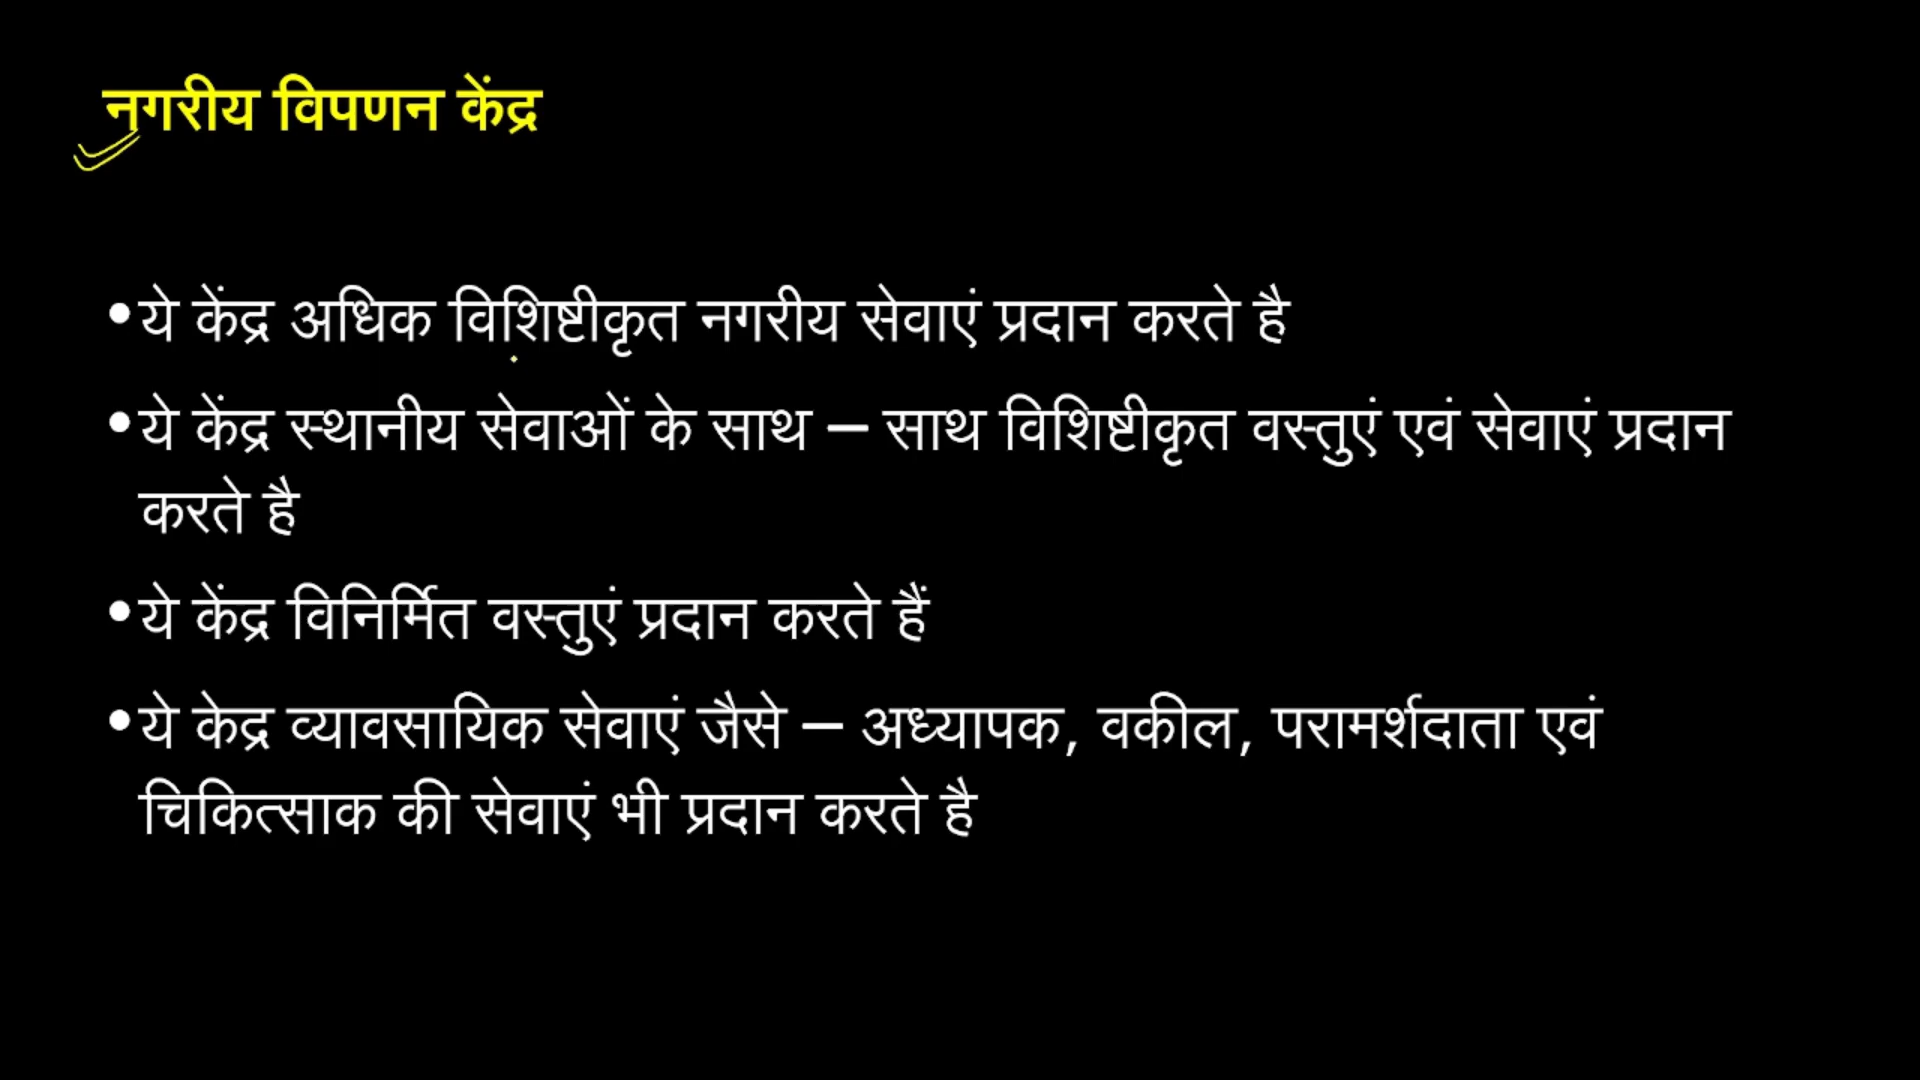 नगरीय विपणन केंद्र
•ये केंद्र अधिक विशिष्टीकृत नगरीय सेवाएं प्रदान करते है
•ये केंद्र स्थानीय सेवाओं के साथ – साथ विशिष्टीकृत वस्तुएं एवं सेवाएं प्रदान
करते है
•ये केंद्र विनिर्मित वस्तुएं प्रदान करते हैं
•ये केद्र व्यावसायिक सेवाएं जैसे – अध्यापक, वकील, परामर्शदाता एवं
चिकित्साक की सेवाएं भी प्रदान करते है